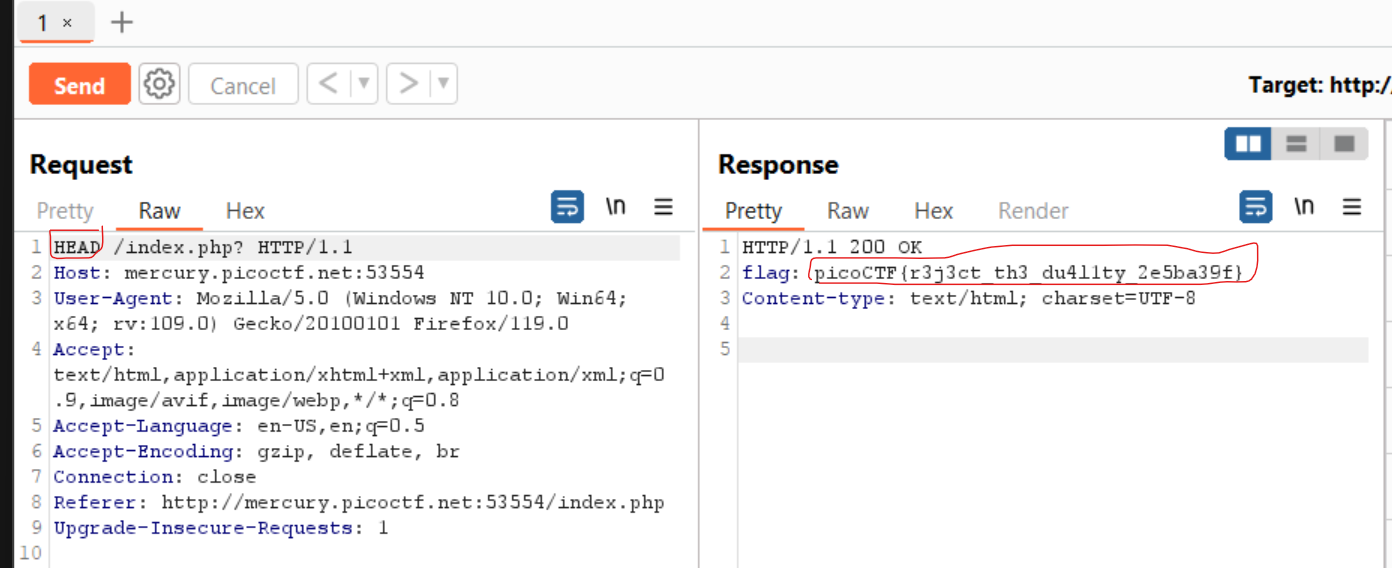 1 ×  +
Send Cancel < ▼ > ▼ Target: http:/
Request
Pretty Raw Hex \n ≡
1 HEAD /index.php? HTTP/1.1
2 Host: mercury.picoctf.net:53554
3 User-Agent: Mozilla/5.0 (Windows NT 10.0; Win64;
x64; rv:109.0) Gecko/20100101 Firefox/119.0
4 Accept:
text/html,application/xhtml+xml,application/xml;q=0
.9,image/avif,image/webp,*/*;q=0.8
5 Accept-Language: en-US,en;q=0.5
6 Accept-Encoding: gzip, deflate, br
7 Connection: close
8 Referer: http://mercury.picoctf.net:53554/index.php
9 Upgrade-Insecure-Requests: 1
10
Response
Pretty Raw Hex Render \n ≡
1 HTTP/1.1 200 OK
2 flag: picoCTF{r3j3ct_th3_du4l1ty_2e5ba39f}
3 Content-type: text/html; charset=UTF-8
4
5